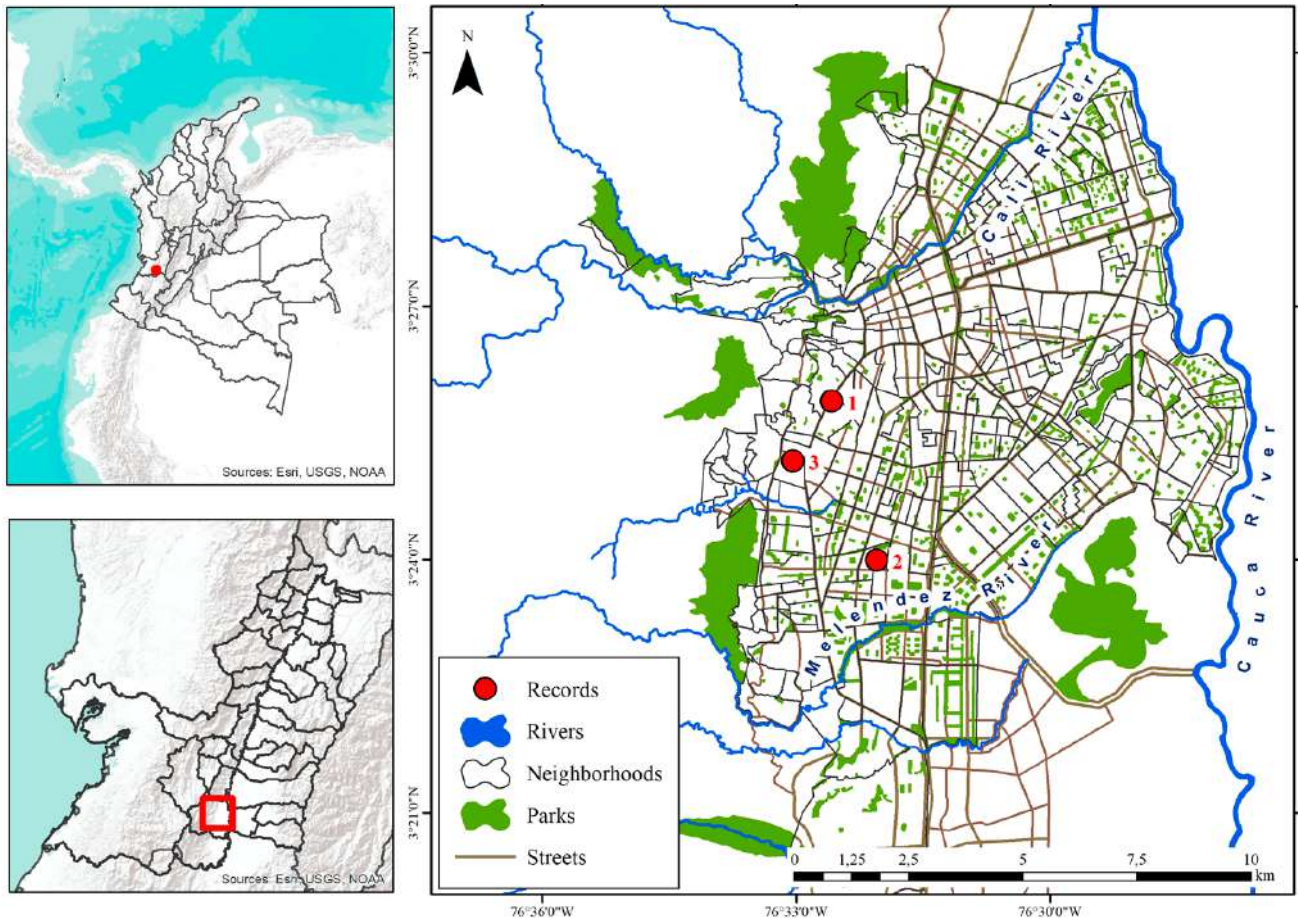 Sources: Esri, USGS, NOAA
Sources: Esri, USGS, NOAA
N
3°30'0"N
3°27'0"N
3°24'0"N
3°21'0"N
Cali River
1
3
2
Melendez River
Cauca River
Records
Rivers
Neighborhoods
Parks
Streets
0 1,25 2,5 5 7,5 10
km
76°36'0"W 76°33'0"W 76°30'0"W